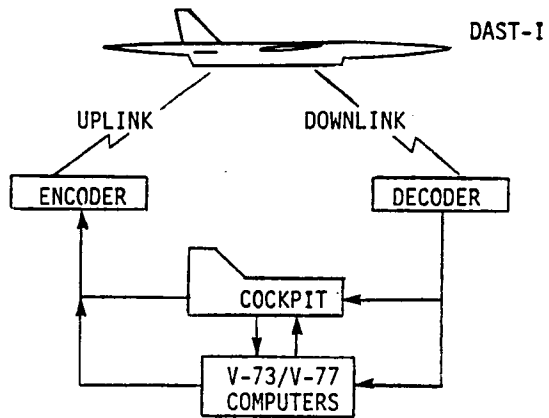 DAST-I
UPLINK
DOWNLINK
ENCODER
DECODER
COCKPIT
V-73/V-77
COMPUTERS